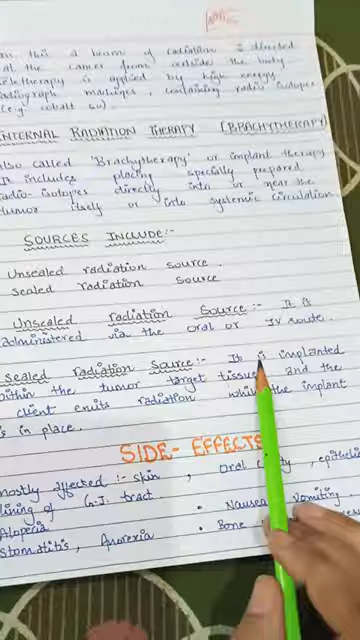 In this a beam of radiation is directed
at the cancer from outside the body
teletherapy is applied by high energy
radiograph machines, containing radio isotopes
(e.g. cobalt 60)
INTERNAL RADIATION THERAPY (BRACHYTHERAPY)
also called 'Brachytherapy' or implant therapy.
It includes placing specially prepared
radio-isotopes directly into or near the
tumor itself or into systemic circulation
SOURCES INCLUDE:-
Unsealed radiation source.
Sealed radiation source
Unsealed radiation Source:- It is
administered via the oral or IV route.
Sealed radiation Source:- It is implanted
within the tumor target tissue and the
client emits radiation while the implant
is in place.
SIDE-EFFECTS
mostly affected :- skin, oral cavity, epithelial
lining of G.I. tract.
Alopecia • Nausea vomiting
Stomatitis, Anorexia • Bone